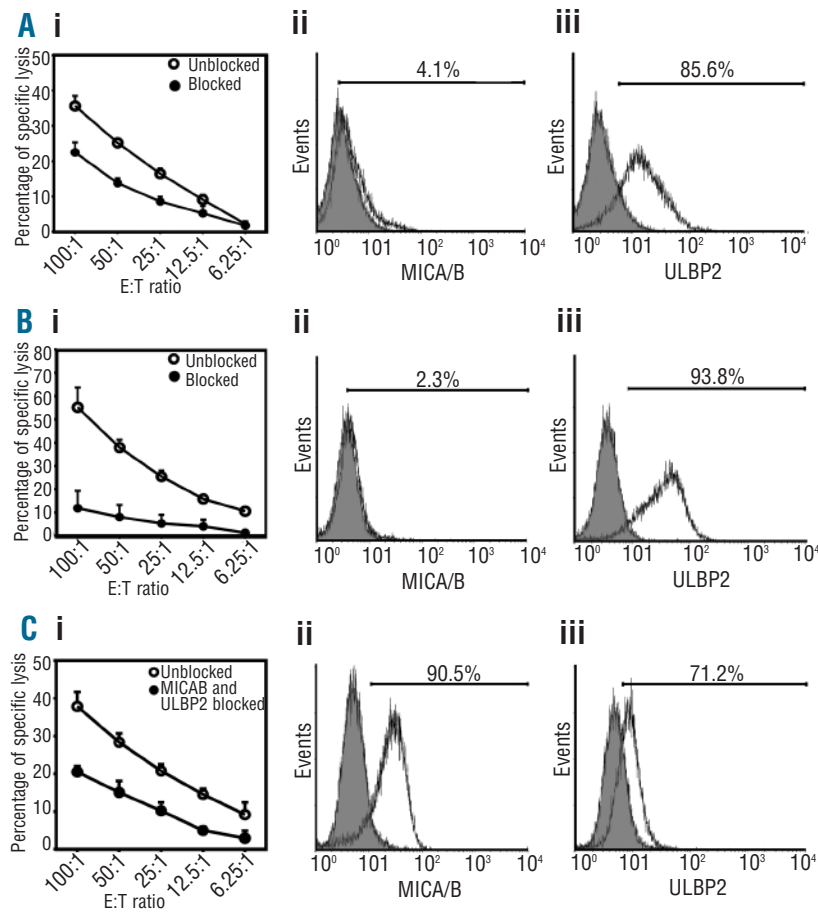 A i ii iii
Percentage of specific lysis
50
40
30
20
10
0
Unblocked
Blocked
100:1 50:1 25:1 12.5:1 6.25:1
E:T ratio
Events
4.1%
10⁰ 101 10² 10³ 10⁴
MICA/B
Events
85.6%
10⁰ 101 10² 10³ 10⁴
ULBP2
B i ii iii
Percentage of specific lysis
80
70
60
50
40
30
20
10
0
Unblocked
Blocked
100:1 50:1 25:1 12.5:1 6.25:1
E:T ratio
Events
2.3%
10⁰ 101 10² 10³ 10⁴
MICA/B
Events
93.8%
10⁰ 101 10² 10³ 10⁴
ULBP2
C i ii iii
Percentage of specific lysis
50
40
30
20
10
0
Unblocked
MICAB and
ULBP2 blocked
100:1 50:1 25:1 12.5:1 6.25:1
E:T ratio
Events
90.5%
10⁰ 101 10² 10³ 10⁴
MICA/B
Events
71.2%
10⁰ 101 10² 10³ 10⁴
ULBP2